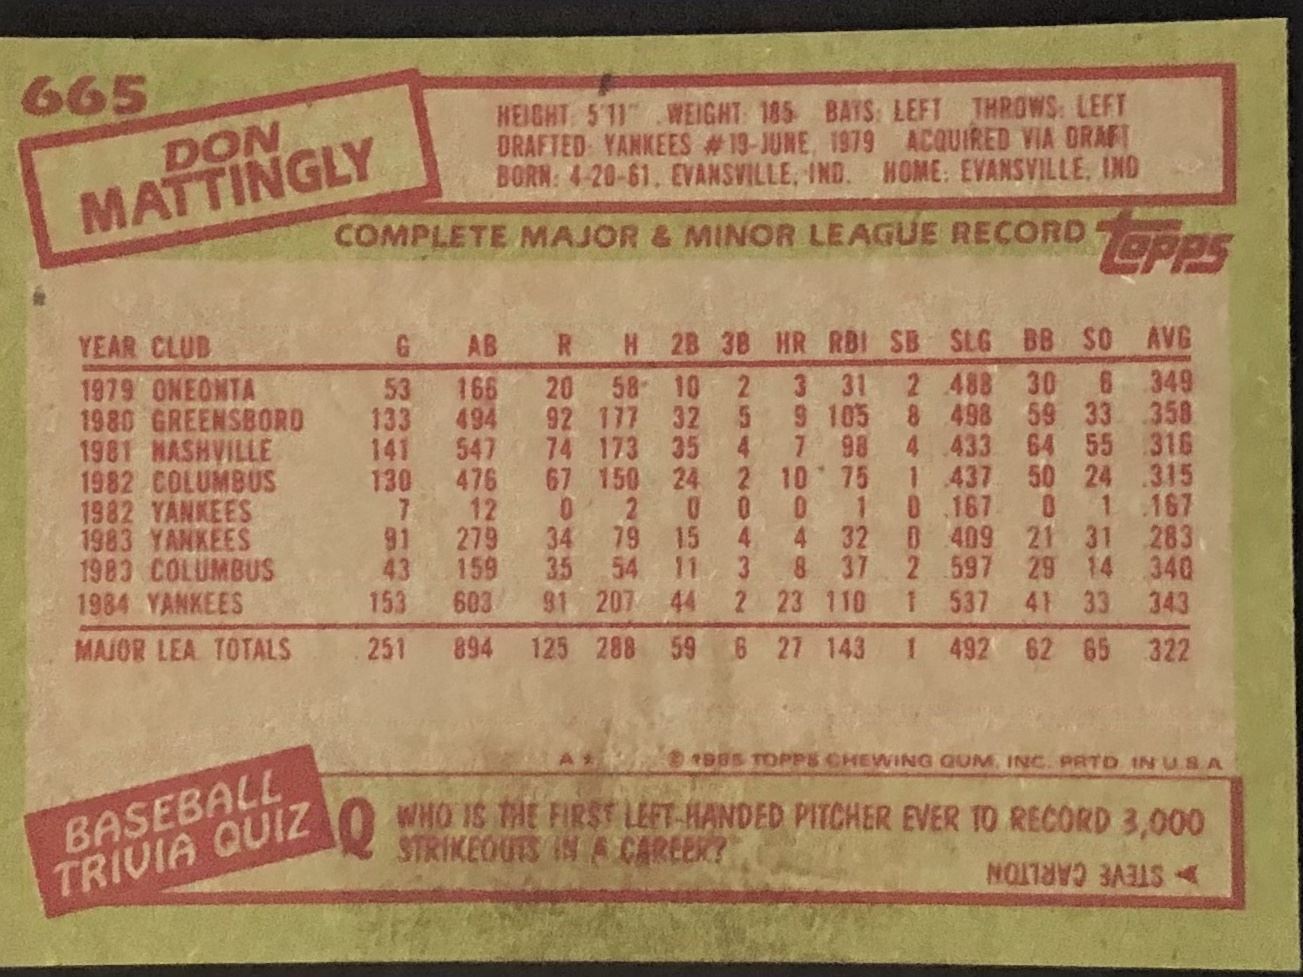 665
DON
MATTINGLY
HEIGHT: 5'11" WEIGHT: 185 BATS: LEFT THROWS: LEFT
DRAFTED: YANKEES #19-JUNE, 1979 ACQUIRED VIA DRAFT
BORN: 4-20-61, EVANSVILLE, IND. HOME: EVANSVILLE, IND
COMPLETE MAJOR & MINOR LEAGUE RECORD topps
YEAR CLUB G AB R H 2B 3B HR RBI SB SLG BB SO AVG
1979 ONEONTA 53 166 20 58 10 2 3 31 2 .488 30 6 .349
1980 GREENSBORO 133 494 92 177 32 5 9 105 8 .498 59 33 .358
1981 NASHVILLE 141 547 74 173 35 4 7 98 4 .433 64 55 .316
1982 COLUMBUS 130 476 67 150 24 2 10 75 1 .437 50 24 .315
1982 YANKEES 7 12 0 2 0 0 0 1 0 .167 0 1 .167
1983 YANKEES 91 279 34 79 15 4 4 32 0 .409 21 31 .283
1983 COLUMBUS 43 159 35 54 11 3 8 37 2 .597 29 14 .340
1984 YANKEES 153 603 91 207 44 2 23 110 1 .537 41 33 .343
MAJOR LEA. TOTALS 251 894 125 288 59 6 27 143 1 .492 62 65 .322
A* © 1985 TOPPS CHEWING GUM, INC. PRTD. IN U.S.A.
BASEBALL
TRIVIA QUIZ
Q WHO IS THE FIRST LEFT-HANDED PITCHER EVER TO RECORD 3,000
STRIKEOUTS IN A CAREER?
STEVE CARLTON